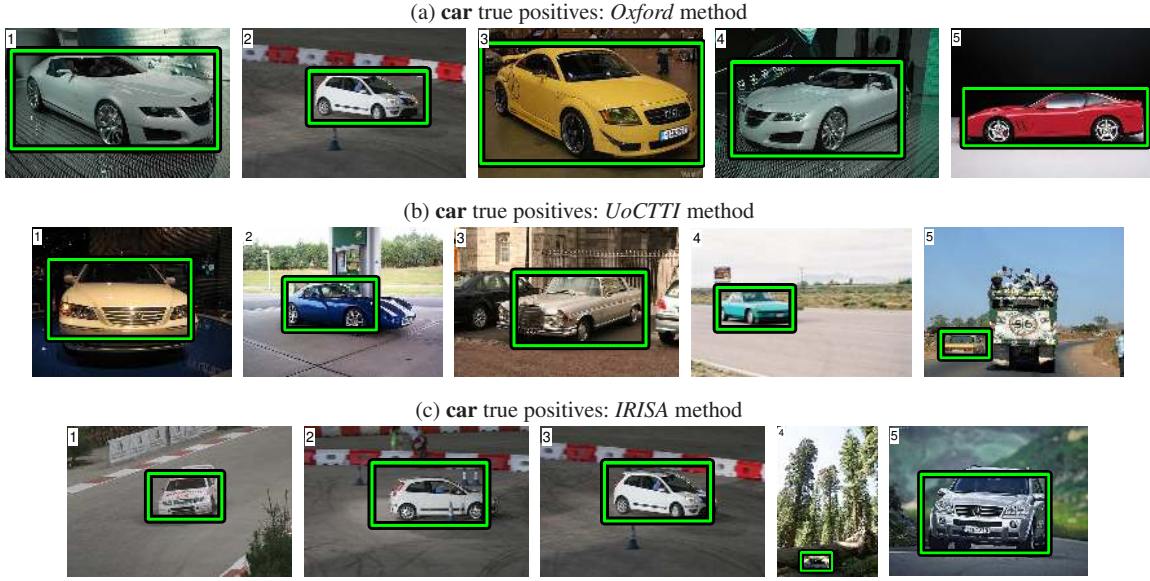 (a) car true positives: Oxford method
1 2 3 4 5
(b) car true positives: UoCTTI method
1 2 3 4 5
(c) car true positives: IRISA method
1 2 3 4 5